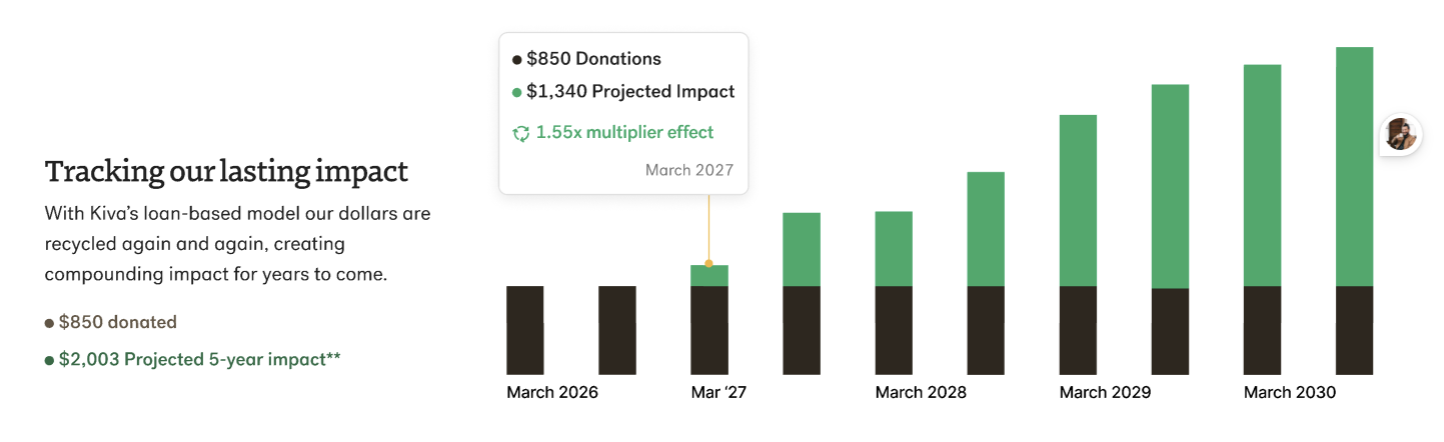 $850 Donations
$1,340 Projected Impact
1.55x multiplier effect
March 2027
Tracking our lasting impact
With Kiva’s loan-based model our dollars are
recycled again and again, creating
compounding impact for years to come.
$850 donated
$2,003 Projected 5-year impact**
March 2026
Mar ‘27
March 2028
March 2029
March 2030